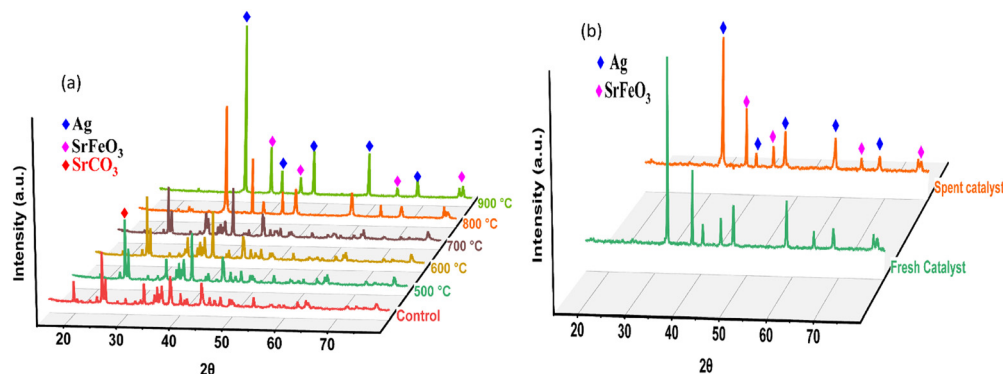 (a)
Ag
SrFeO₃
SrCO₃
Intensity (a.u.)
900 °C
800 °C
700 °C
600 °C
500 °C
Control
20 30 40 50 60 70
2θ
(b)
Ag
SrFeO₃
Intensity (a.u.)
Spent catalyst
Fresh Catalyst
20 30 40 50 60 70
2θ